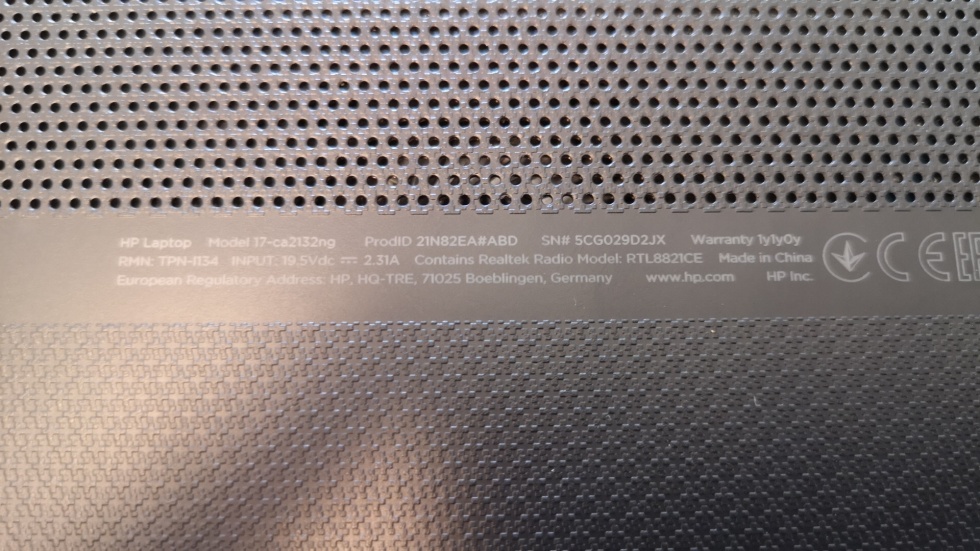 HP Laptop Model 17-ca2132ng ProdID 21N82EA#ABD SN# 5CG029D2JX Warranty 1y1y0y
RMN: TPN-I134 INPUT: 19.5Vdc ⎓ 2.31A Contains Realtek Radio Model: RTL8821CE Made in China
European Regulatory Address: HP, HQ-TRE, 71025 Boeblingen, Germany www.hp.com HP Inc.